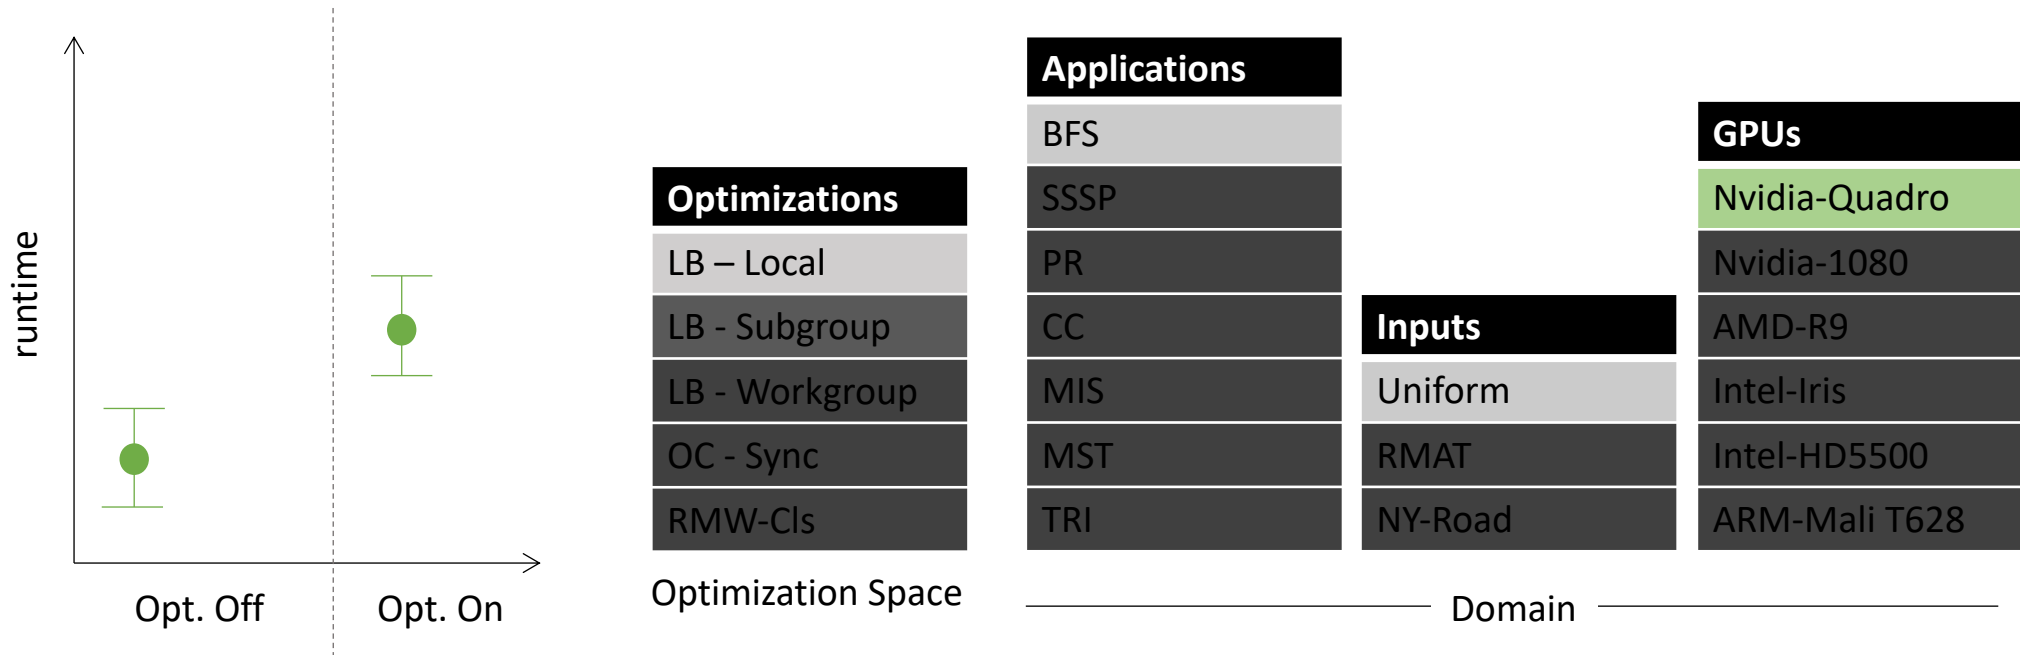 runtime
Opt. Off
Opt. On
Optimizations
LB – Local
LB - Subgroup
LB - Workgroup
OC - Sync
RMW-Cls
Optimization Space
Applications
BFS
SSSP
PR
CC
MIS
MST
TRI
Inputs
Uniform
RMAT
NY-Road
GPUs
Nvidia-Quadro
Nvidia-1080
AMD-R9
Intel-Iris
Intel-HD5500
ARM-Mali T628
Domain